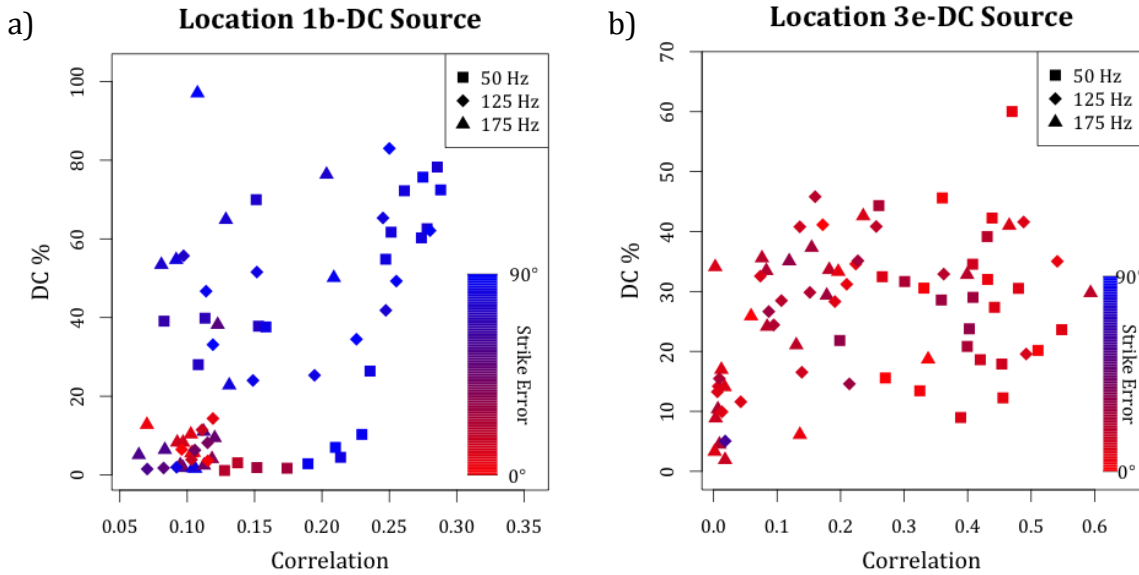 a)
Location 1b-DC Source
50 Hz
125 Hz
175 Hz
DC %
100
80
60
40
20
0
90°
Strike Error
0°
0.05 0.10 0.15 0.20 0.25 0.30 0.35
Correlation
b)
Location 3e-DC Source
50 Hz
125 Hz
175 Hz
DC %
70
60
50
40
30
20
10
0
90°
Strike Error
0°
0.0 0.1 0.2 0.3 0.4 0.5 0.6
Correlation